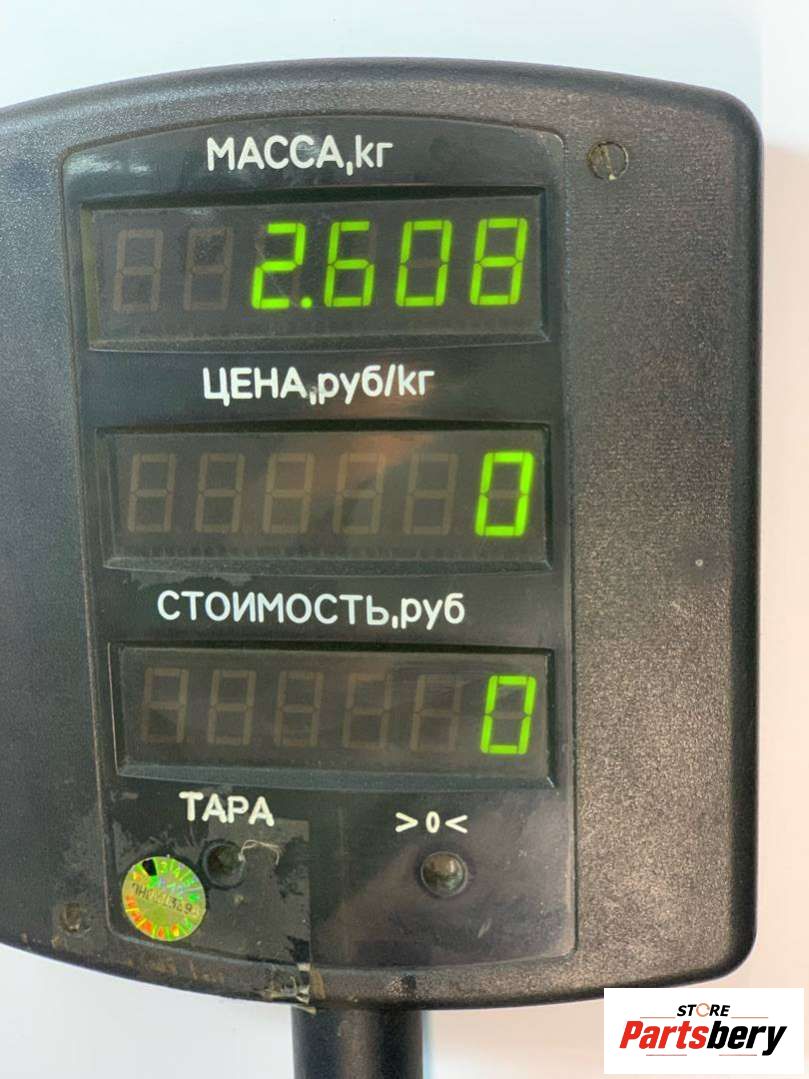 МАССА,кг
2.608
ЦЕНА,руб/кг
0
СТОИМОСТЬ,руб
0
ТАРА
>0<
STORE
Partsbery